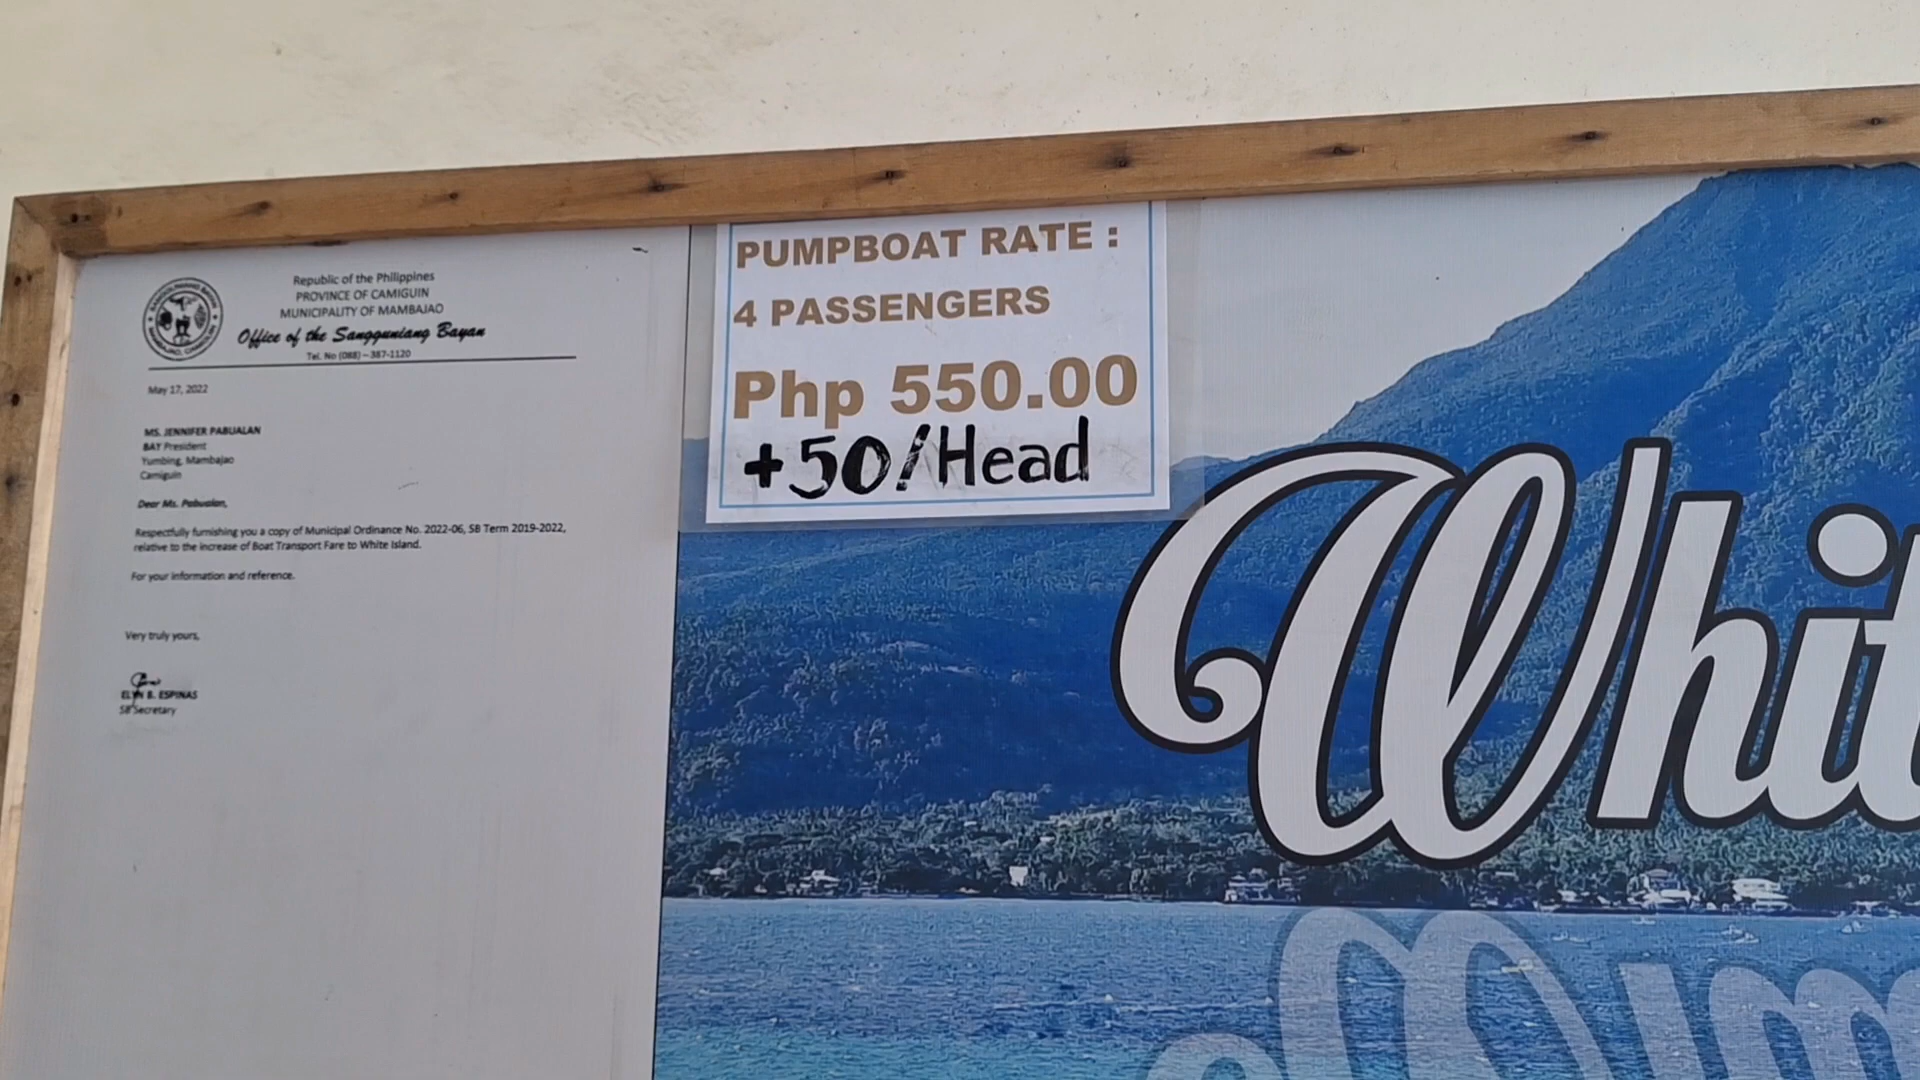 Republic of the Philippines
PROVINCE OF CAMIGUIN
MUNICIPALITY OF MAMBAJAO
Office of the Sangguniang Bayan
Tel. No (088) – 387-1120
May 17, 2022
MS. JENNIFER PABUALAN
BAY President
Yumbing, Mambajao
Camiguin
Dear Ms. Pabualan,
Respectfully furnishing you a copy of Municipal Ordinance No. 2022-06, SB Term 2019-2022,
relative to the increase of Boat Transport Fare to White Island.
For your information and reference.
Very truly yours,
ELYN B. ESPINAS
SB Secretary
PUMPBOAT RATE :
4 PASSENGERS
Php 550.00
+50/Head
Whit